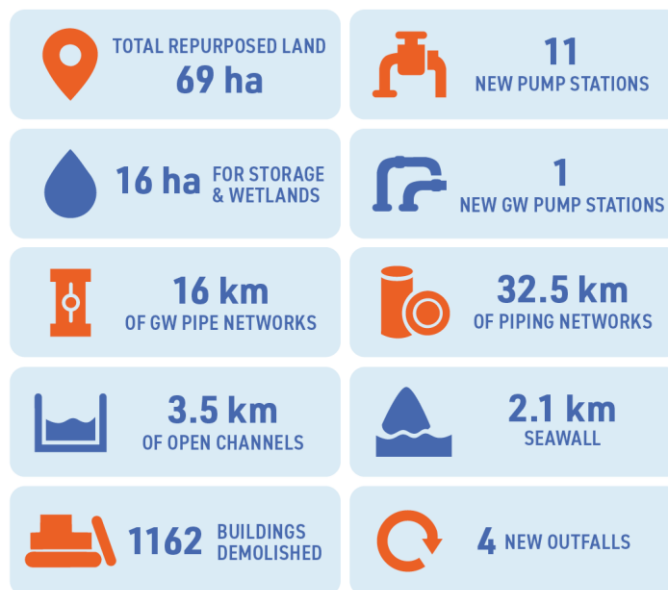 TOTAL REPURPOSED LAND
69 ha
11
NEW PUMP STATIONS
16 ha FOR STORAGE
& WETLANDS
1
NEW GW PUMP STATIONS
16 km
OF GW PIPE NETWORKS
32.5 km
OF PIPING NETWORKS
3.5 km
OF OPEN CHANNELS
2.1 km
SEAWALL
1162 BUILDINGS
DEMOLISHED
4 NEW OUTFALLS